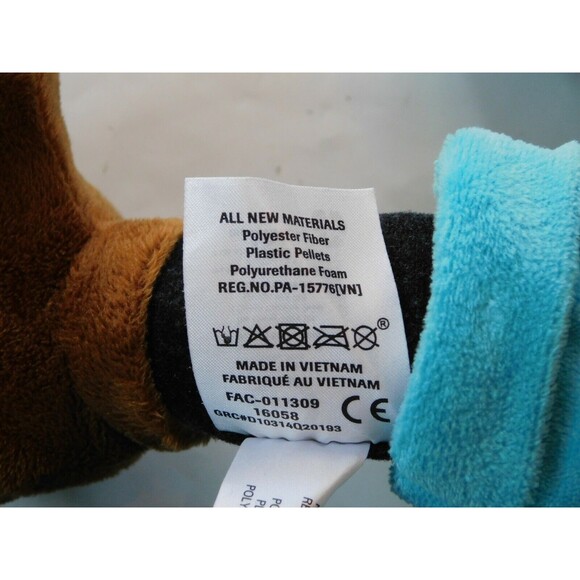 ALL NEW MATERIALS
Polyester Fiber
Plastic Pellets
Polyurethane Foam
REG.NO.PA-15776[VN]
®
MADE IN VIETNAM
FABRIQUÉ AU VIETNAM
FAC-011309
16058
GRC#D10314Q20193
CE